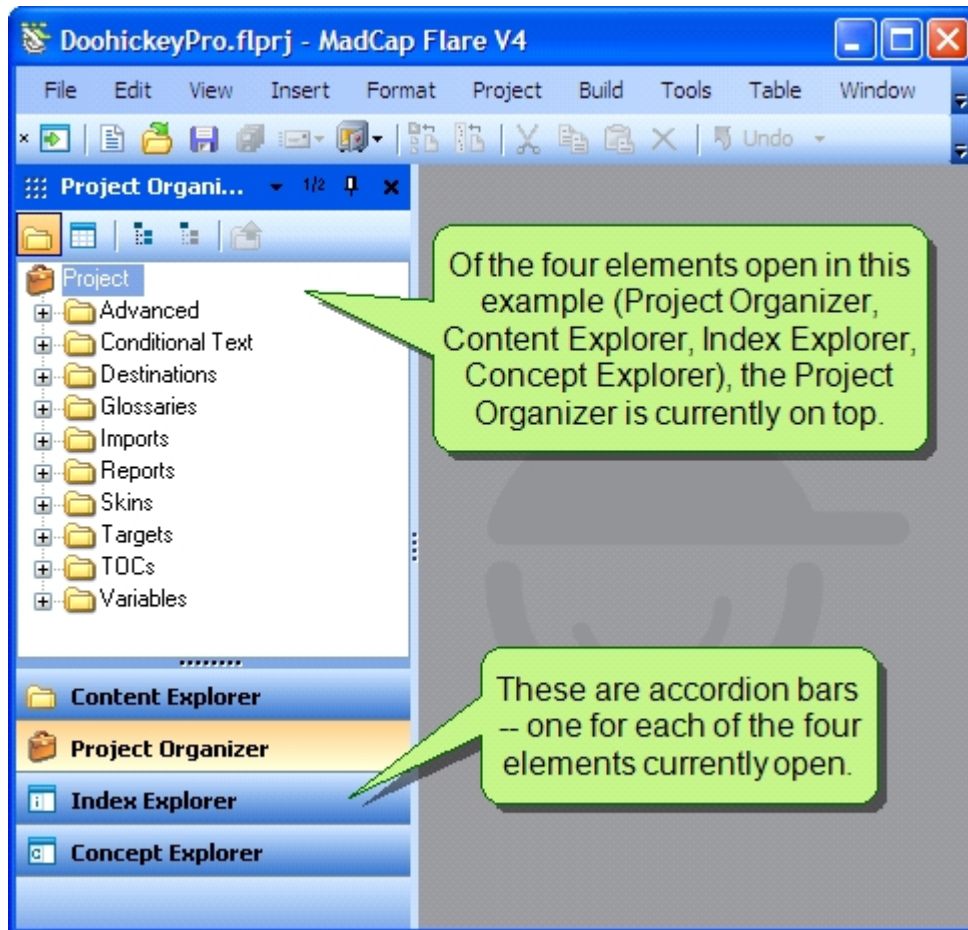 DoohickeyPro.flprj - MadCap Flare V4
File Edit View Insert Format Project Build Tools Table Window
Undo
Project Organi... 1/2
Project
Advanced
Conditional Text
Destinations
Glossaries
Imports
Reports
Skins
Targets
TOCs
Variables
Of the four elements open in this
example (Project Organizer,
Content Explorer, Index Explorer,
Concept Explorer), the Project
Organizer is currently on top.
Content Explorer
Project Organizer
Index Explorer
Concept Explorer
These are accordion bars
-- one for each of the four
elements currently open.